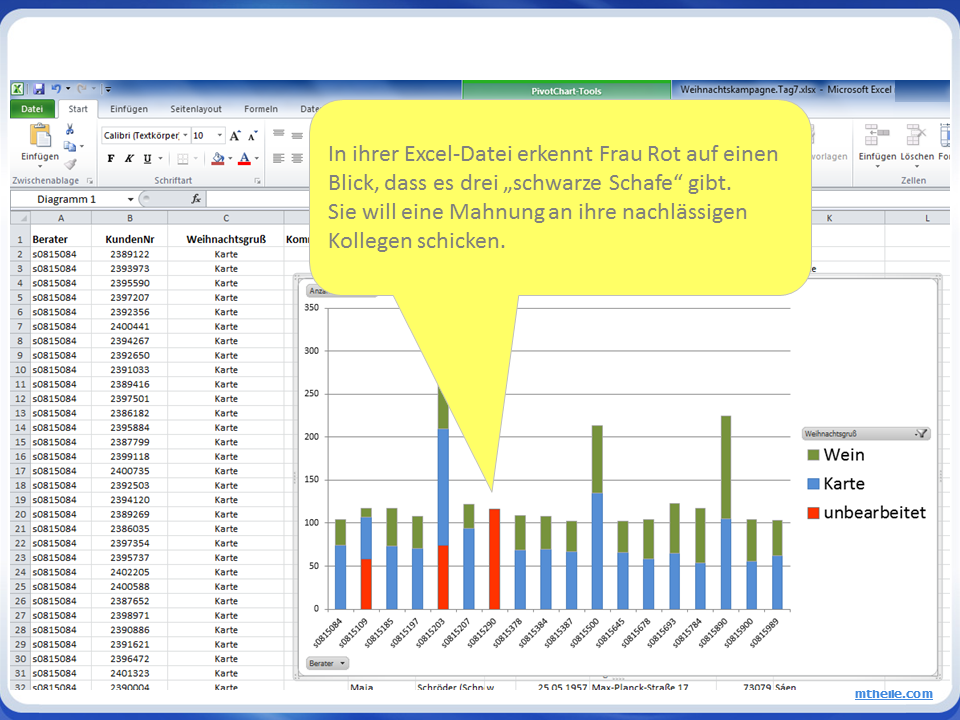 PivotChart-Tools
Weihnachtskampagne.Tag7.xlsx - Microsoft Excel
Datei Start Einfügen Seitenlayout Formeln Date
Einfügen
Calibri (Textkörper) 10 A A
F K U A
vorlagen
Einfügen Löschen For
Zwischenablage Schriftart Zellen
Diagramm 1 fx
A B C K L
In ihrer Excel-Datei erkennt Frau Rot auf einen
Blick, dass es drei „schwarze Schafe“ gibt.
Sie will eine Mahnung an ihre nachlässigen
Kollegen schicken.
1 Berater KundenNr Weihnachtsgruß Kom
2 s0815084 2389122 Karte
3 s0815084 2393973 Karte e
4 s0815084 2395590 Karte
5 s0815084 2397207 Karte
6 s0815084 2392356 Karte
7 s0815084 2400441 Karte
8 s0815084 2394267 Karte
9 s0815084 2392650 Karte
10 s0815084 2391033 Karte
11 s0815084 2389416 Karte
12 s0815084 2397501 Karte
13 s0815084 2386182 Karte
14 s0815084 2395884 Karte
15 s0815084 2387799 Karte
16 s0815084 2399118 Karte
17 s0815084 2400735 Karte
18 s0815084 2392503 Karte
19 s0815084 2394120 Karte
20 s0815084 2389269 Karte
21 s0815084 2386035 Karte
22 s0815084 2397354 Karte
23 s0815084 2395737 Karte
24 s0815084 2402205 Karte
25 s0815084 2400588 Karte
26 s0815084 2387652 Karte
27 s0815084 2398971 Karte
28 s0815084 2390886 Karte
29 s0815084 2391621 Karte
30 s0815084 2396472 Karte
31 s0815084 2401323 Karte
32 s0815084 2390004 Karte Maja Schröder (Schn w 25.05.1957 Max-Planck-Straße 17 73079 Süen
Anza
350
300
250
200
150
100
50
0
s0815084
s0815109
s0815185
s0815197
s0815203
s0815207
s0815290
s0815378
s0815384
s0815387
s0815500
s0815645
s0815678
s0815693
s0815784
s0815890
s0815900
s0815989
Berater
Weihnachtsgruß
Wein
Karte
unbearbeitet
mtheile.com